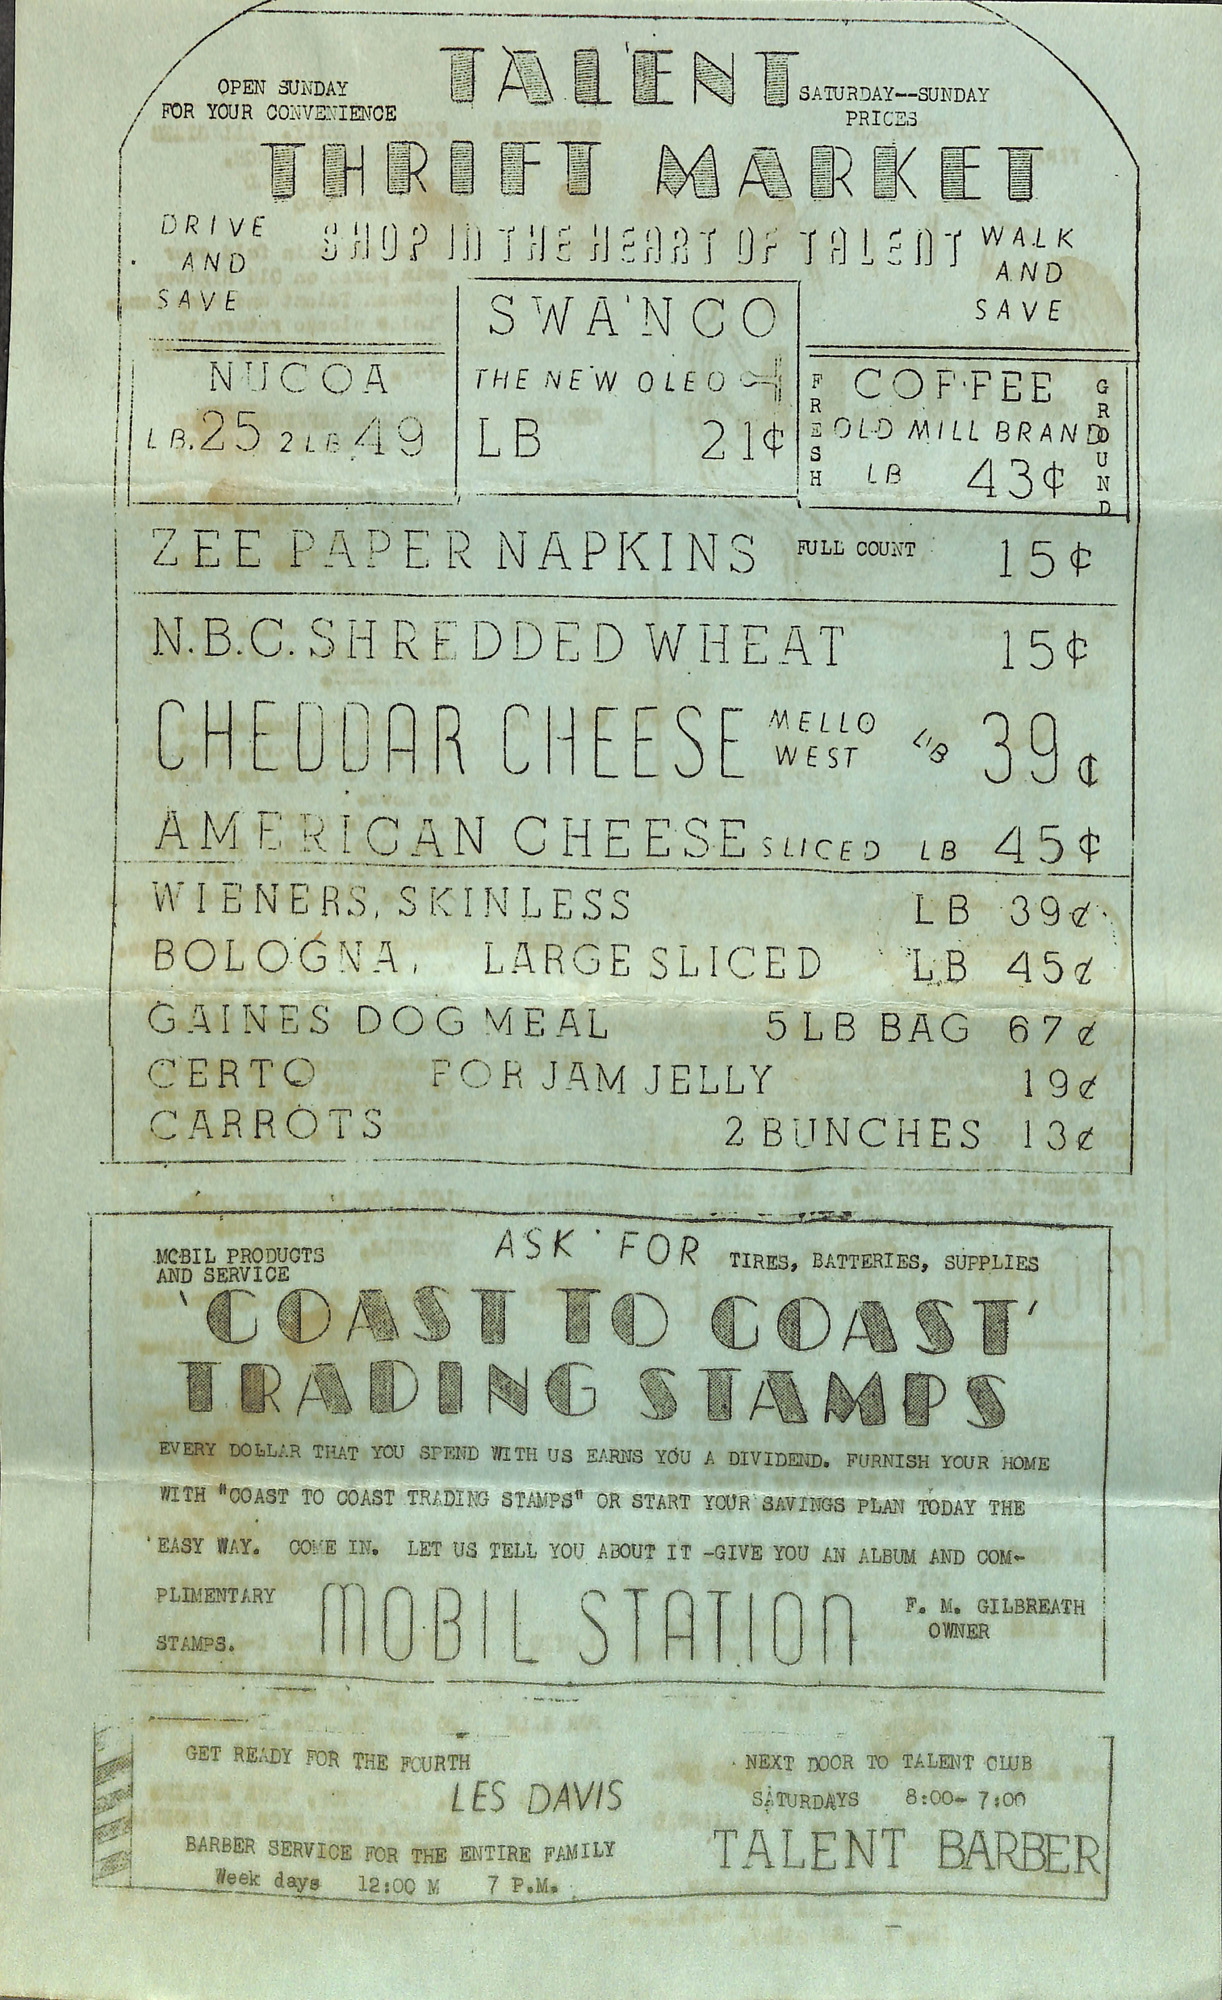 OPEN SUNDAY
FOR YOUR CONVENIENCE
TALENT
SATURDAY--SUNDAY
PRICES
THRIFT MARKET
DRIVE
AND
SAVE
SHOP IN THE HEART OF TALENT
WALK
AND
SAVE
NUCOA
LB. 25 2 LB 49
SWANCO
THE NEW OLEO
LB 21¢
FRESH
COFFEE
OLD MILL BRAND
LB 43¢
GROUND
ZEE PAPER NAPKINS FULL COUNT 15¢
N.B.C. SHREDDED WHEAT 15¢
CHEDDAR CHEESE MELLO WEST LB 39¢
AMERICAN CHEESE SLICED LB 45¢
WIENERS, SKINLESS LB 39¢
BOLOGNA, LARGE SLICED LB 45¢
GAINES DOG MEAL 5 LB BAG 67¢
CERTO FOR JAM JELLY 19¢
CARROTS 2 BUNCHES 13¢
MOBIL PRODUCTS
AND SERVICE
ASK FOR
TIRES, BATTERIES, SUPPLIES
'COAST TO COAST'
TRADING STAMPS
EVERY DOLLAR THAT YOU SPEND WITH US EARNS YOU A DIVIDEND. FURNISH YOUR HOME
WITH "COAST TO COAST TRADING STAMPS" OR START YOUR SAVINGS PLAN TODAY THE
EASY WAY. COME IN. LET US TELL YOU ABOUT IT -GIVE YOU AN ALBUM AND COM-
PLIMENTARY
STAMPS.
MOBIL STATION
F. M. GILBREATH
OWNER
GET READY FOR THE FOURTH
LES DAVIS
BARBER SERVICE FOR THE ENTIRE FAMILY
Week days 12:00 M 7 P.M.
NEXT DOOR TO TALENT CLUB
SATURDAYS 8:00- 7:00
TALENT BARBER